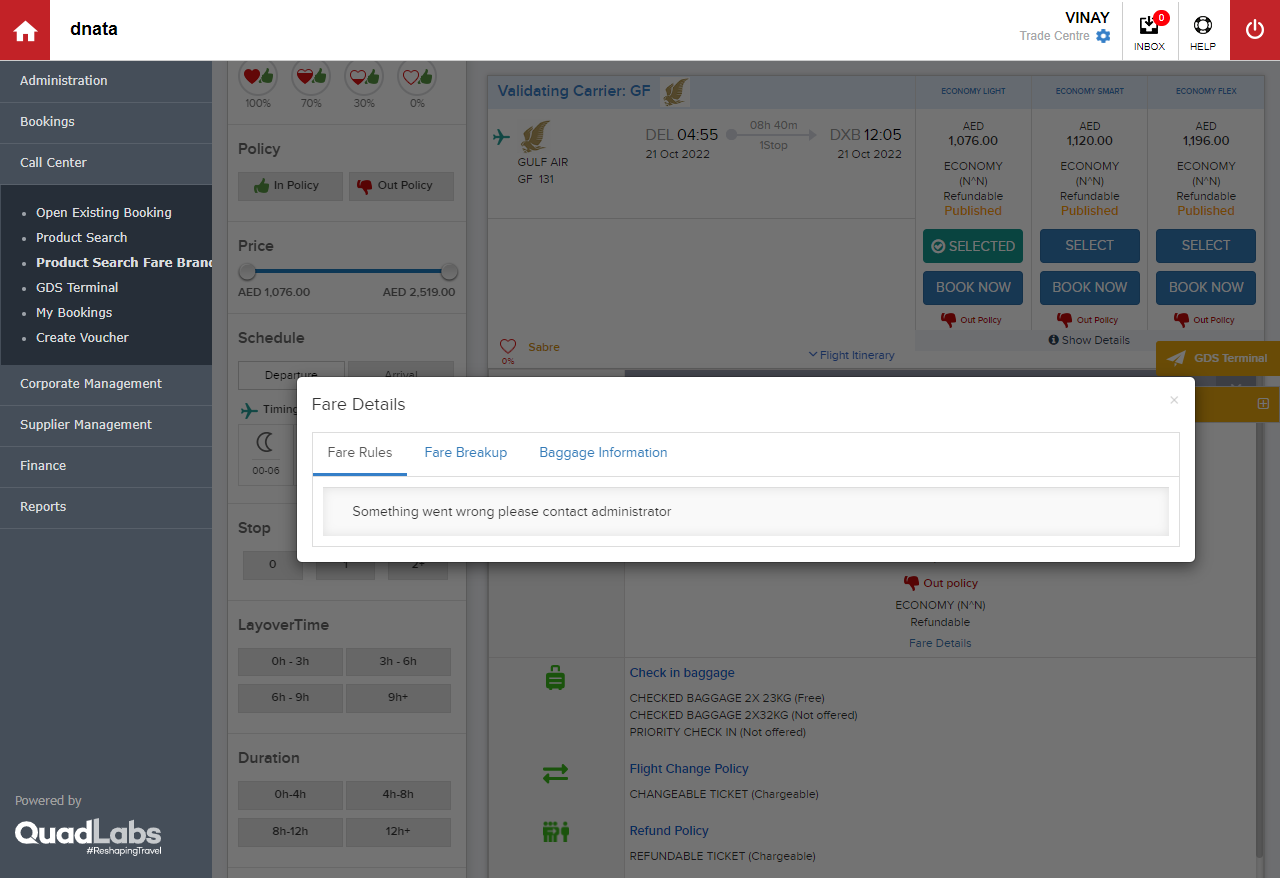 dnata
VINAY
Trade Centre
0
INBOX
HELP
Administration
Bookings
Call Center
Open Existing Booking
Product Search
Product Search Fare Bran
GDS Terminal
My Bookings
Create Voucher
Corporate Management
Supplier Management
Finance
Reports
Powered by
QuadLabs
#ReshapingTravel
100% 70% 30% 0%
Policy
In Policy Out Policy
Price
AED 1,076.00 AED 2,519.00
Schedule
Departure Arrival
Timing
00-06
Stop
0 1 2+
LayoverTime
0h - 3h 3h - 6h
6h - 9h 9h+
Duration
0h-4h 4h-8h
8h-12h 12h+
Validating Carrier: GF
ECONOMY LIGHT ECONOMY SMART ECONOMY FLEX
GULF AIR
GF 131
DEL 04:55 08h 40m DXB 12:05
21 Oct 2022 1Stop 21 Oct 2022
AED AED AED
1,076.00 1,120.00 1,196.00
ECONOMY ECONOMY ECONOMY
(N^N) (N^N) (N^N)
Refundable Refundable Refundable
Published Published Published
SELECTED SELECT SELECT
BOOK NOW BOOK NOW BOOK NOW
Out Policy Out Policy Out Policy
0% Sabre
Flight Itinerary
Show Details
GDS Terminal
Fare Details ×
Fare Rules Fare Breakup Baggage Information
Something went wrong please contact administrator
Out policy
ECONOMY (N^N)
Refundable
Fare Details
Check in baggage
CHECKED BAGGAGE 2X 23KG (Free)
CHECKED BAGGAGE 2X32KG (Not offered)
PRIORITY CHECK IN (Not offered)
Flight Change Policy
CHANGEABLE TICKET (Chargeable)
Refund Policy
REFUNDABLE TICKET (Chargeable)